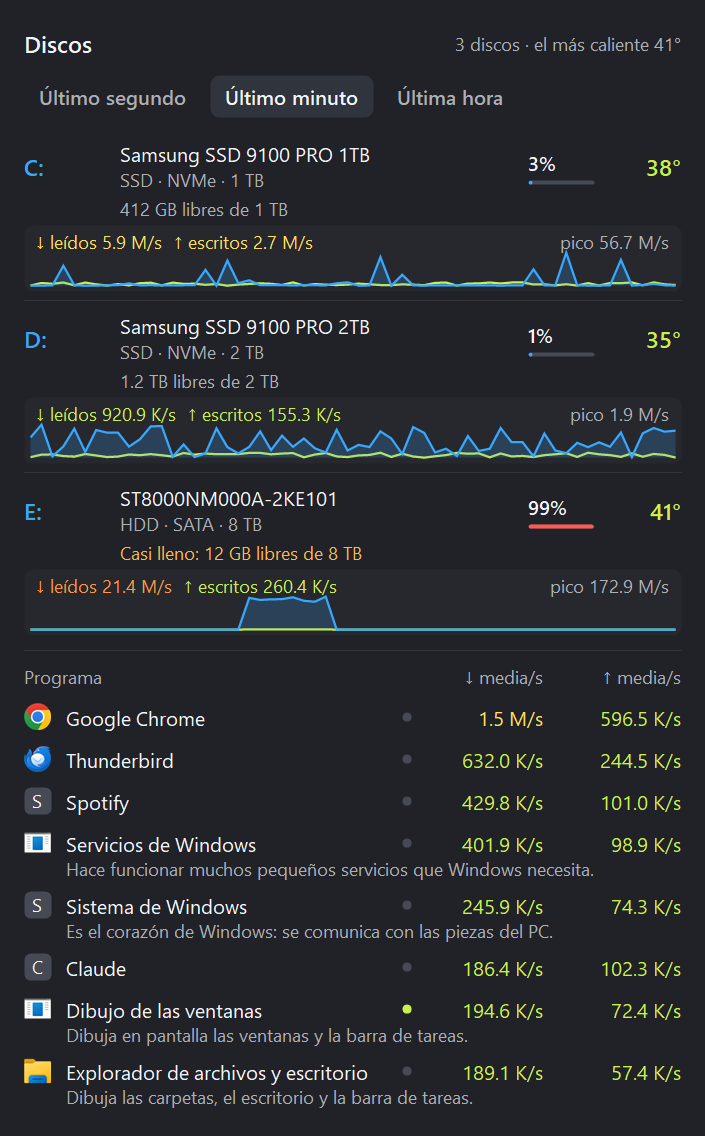 Discos
3 discos · el más caliente 41°
Último segundo
Último minuto
Última hora
C:
Samsung SSD 9100 PRO 1TB
SSD · NVMe · 1 TB
412 GB libres de 1 TB
3%
38°
↓ leídos 5.9 M/s ↑ escritos 2.7 M/s
pico 56.7 M/s
D:
Samsung SSD 9100 PRO 2TB
SSD · NVMe · 2 TB
1.2 TB libres de 2 TB
1%
35°
↓ leídos 920.9 K/s ↑ escritos 155.3 K/s
pico 1.9 M/s
E:
ST8000NM000A-2KE101
HDD · SATA · 8 TB
Casi lleno: 12 GB libres de 8 TB
99%
41°
↓ leídos 21.4 M/s ↑ escritos 260.4 K/s
pico 172.9 M/s
Programa ↓ media/s ↑ media/s
Google Chrome 1.5 M/s 596.5 K/s
Thunderbird 632.0 K/s 244.5 K/s
S Spotify 429.8 K/s 101.0 K/s
Servicios de Windows 401.9 K/s 98.9 K/s
Hace funcionar muchos pequeños servicios que Windows necesita.
S Sistema de Windows 245.9 K/s 74.3 K/s
Es el corazón de Windows: se comunica con las piezas del PC.
C Claude 186.4 K/s 102.3 K/s
Dibujo de las ventanas 194.6 K/s 72.4 K/s
Dibuja en pantalla las ventanas y la barra de tareas.
Explorador de archivos y escritorio 189.1 K/s 57.4 K/s
Dibuja las carpetas, el escritorio y la barra de tareas.